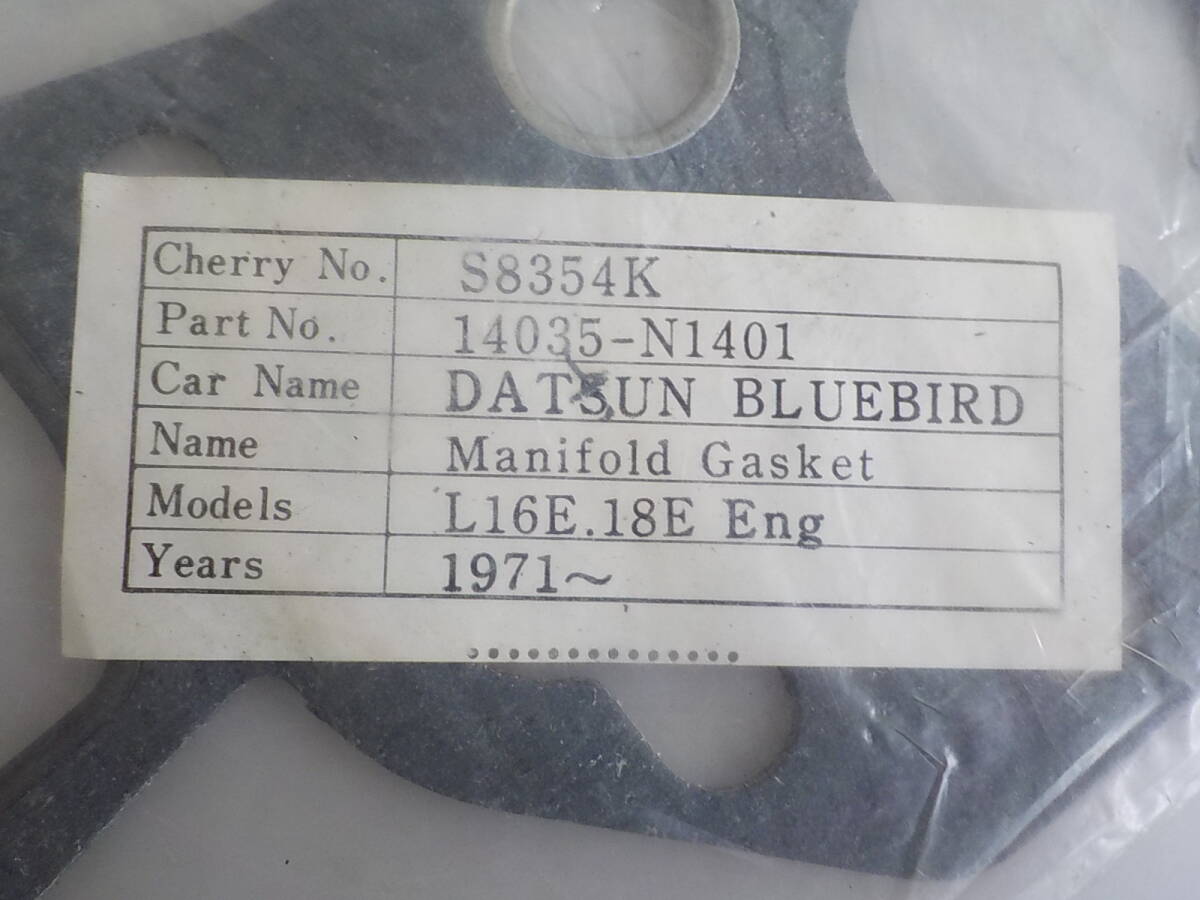 Cherry No. S8354K
Part No. 14035-N1401
Car Name DATSUN BLUEBIRD
Name Manifold Gasket
Models L16E.18E Eng
Years 1971~